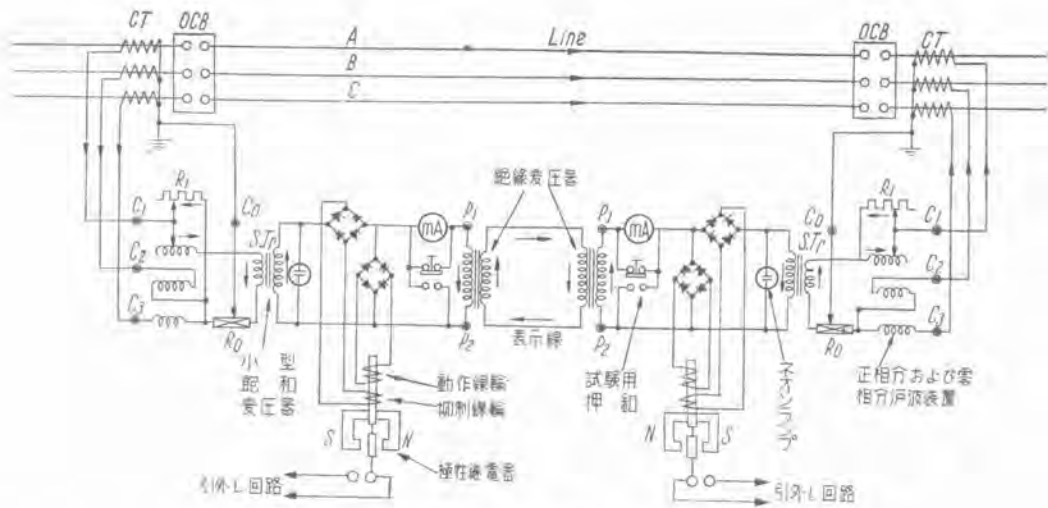 CT
OCB
A
Line
OCB
CT
B
C
絶縁変圧器
R1
C1
C0
S.Tr
mA
P1
P1
mA
C0
R1
C1
C2
S.Tr
C2
C3
R0
P2
表示線
P2
R0
C3
小型
飽和
変圧器
動作線輪
抑制線輪
試験用
押釦
ネオンランプ
正相分および零
相分濾波装置
S
N
極性継電器
N
S
引外し回路
引外し回路